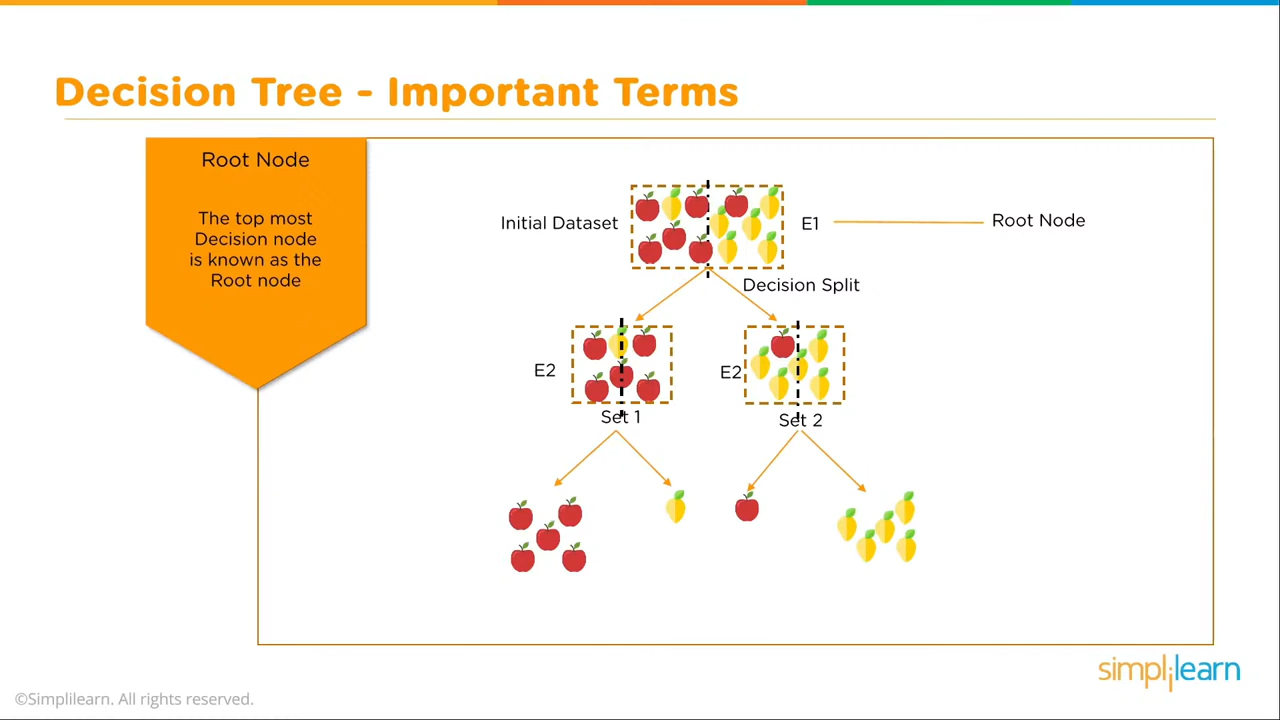 Decision Tree - Important Terms
Root Node
The top most
Decision node
is known as the
Root node
Initial Dataset
E1
Root Node
Decision Split
E2
E2
Set 1
Set 2
simplilearn
©Simplilearn. All rights reserved.